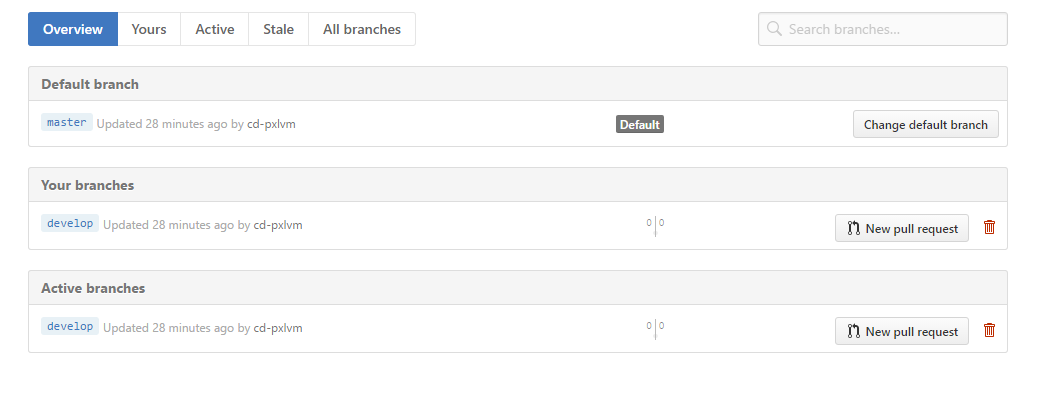 Overview Yours Active Stale All branches Search branches...
Default branch
master Updated 28 minutes ago by cd-pxlvm Default Change default branch
Your branches
develop Updated 28 minutes ago by cd-pxlvm 0 0 New pull request
Active branches
develop Updated 28 minutes ago by cd-pxlvm 0 0 New pull request